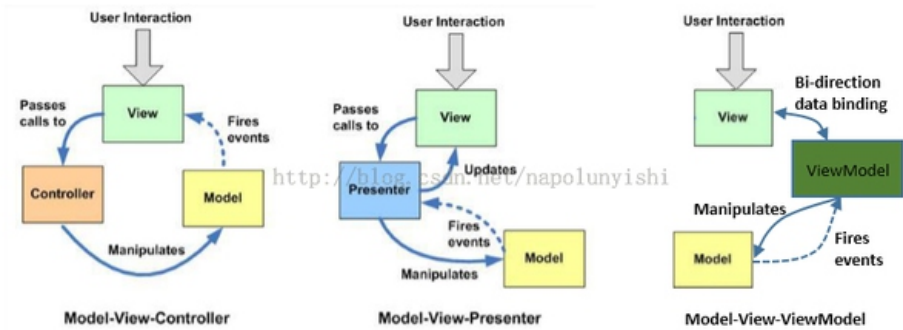 User Interaction
Passes
calls to
View
Fires
events
Controller
Model
Manipulates
Model-View-Controller
User Interaction
Passes
calls to
View
Updates
Presenter
Fires
events
Manipulates
Model
Model-View-Presenter
User Interaction
Bi-direction
data binding
View
ViewModel
Manipulates
Fires
events
Model
Model-View-ViewModel
http://blog.csdn.net/napolunyishi